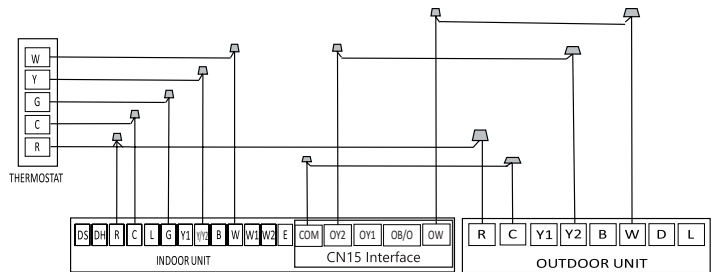 W
Y
G
C
R
THERMOSTAT
DS DH R C L G Y1 Y/Y2 B W W1 W2 E COM OY2 OY1 OB/O OW
INDOOR UNIT
CN15 Interface
R C Y1 Y2 B W D L
OUTDOOR UNIT